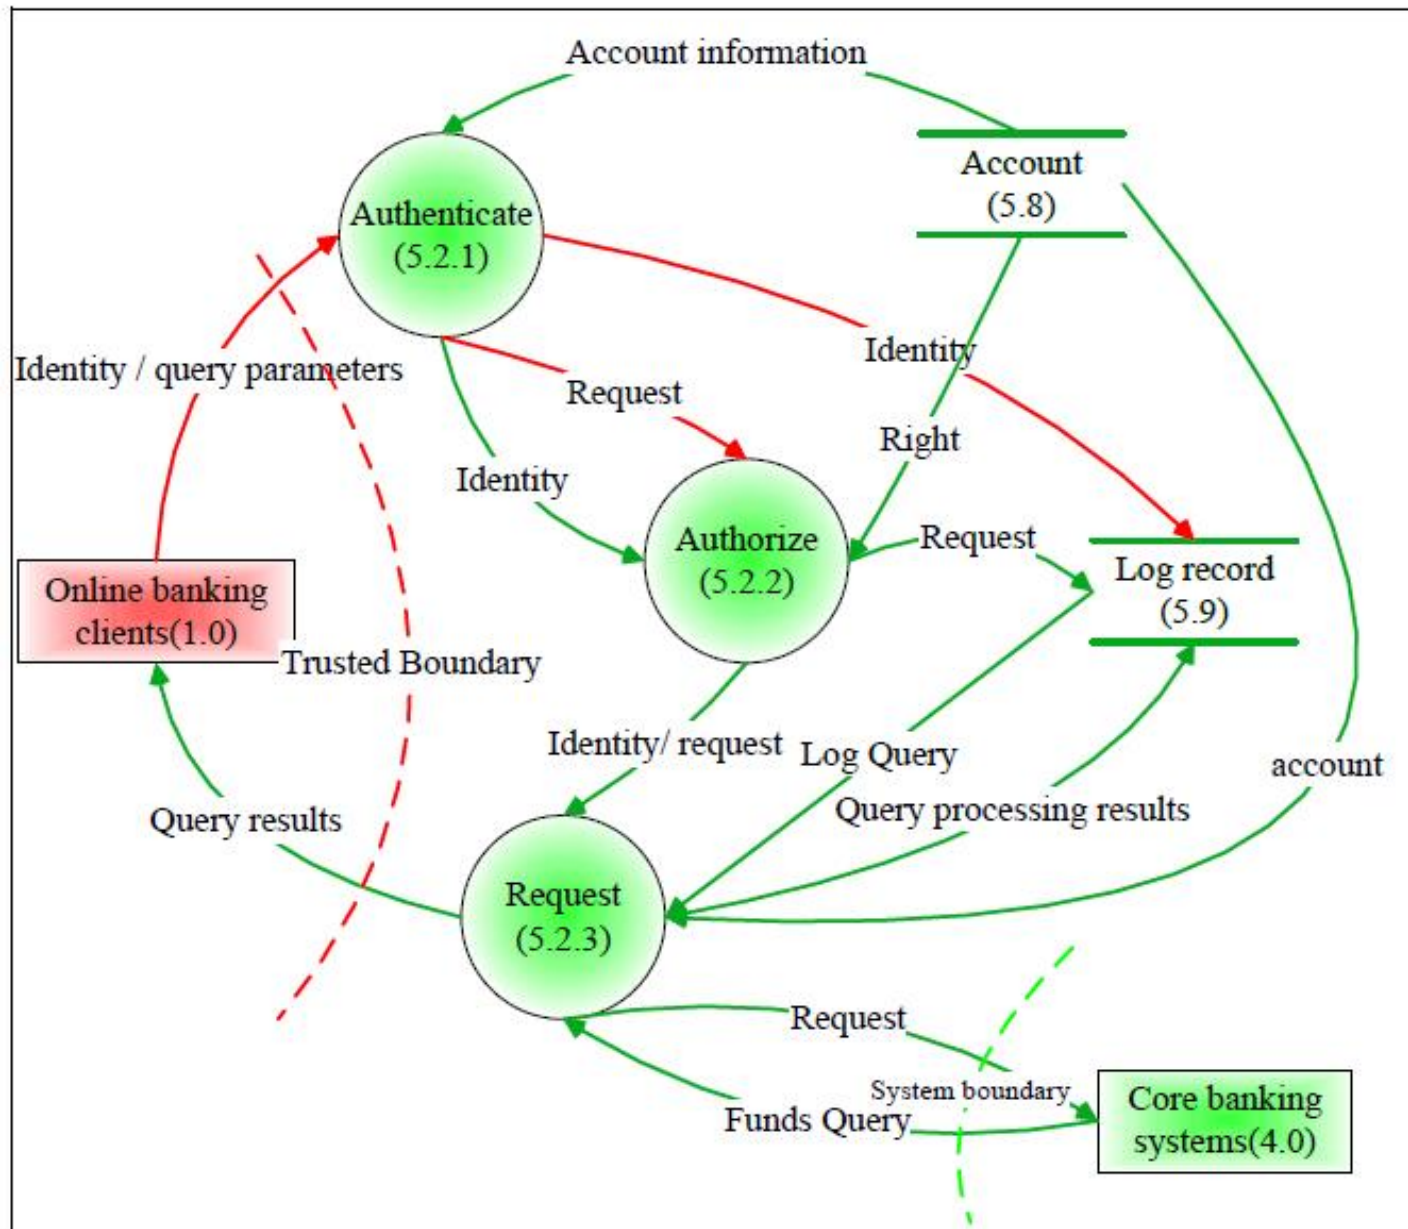 Account information
Account
(5.8)
Authenticate
(5.2.1)
Identity
Identity / query parameters
Request
Right
Identity
Authorize
(5.2.2)
Request
Log record
(5.9)
Online banking
clients(1.0)
Trusted Boundary
Identity/ request
Log Query
account
Query processing results
Query results
Request
(5.2.3)
Request
System boundary
Funds Query
Core banking
systems(4.0)